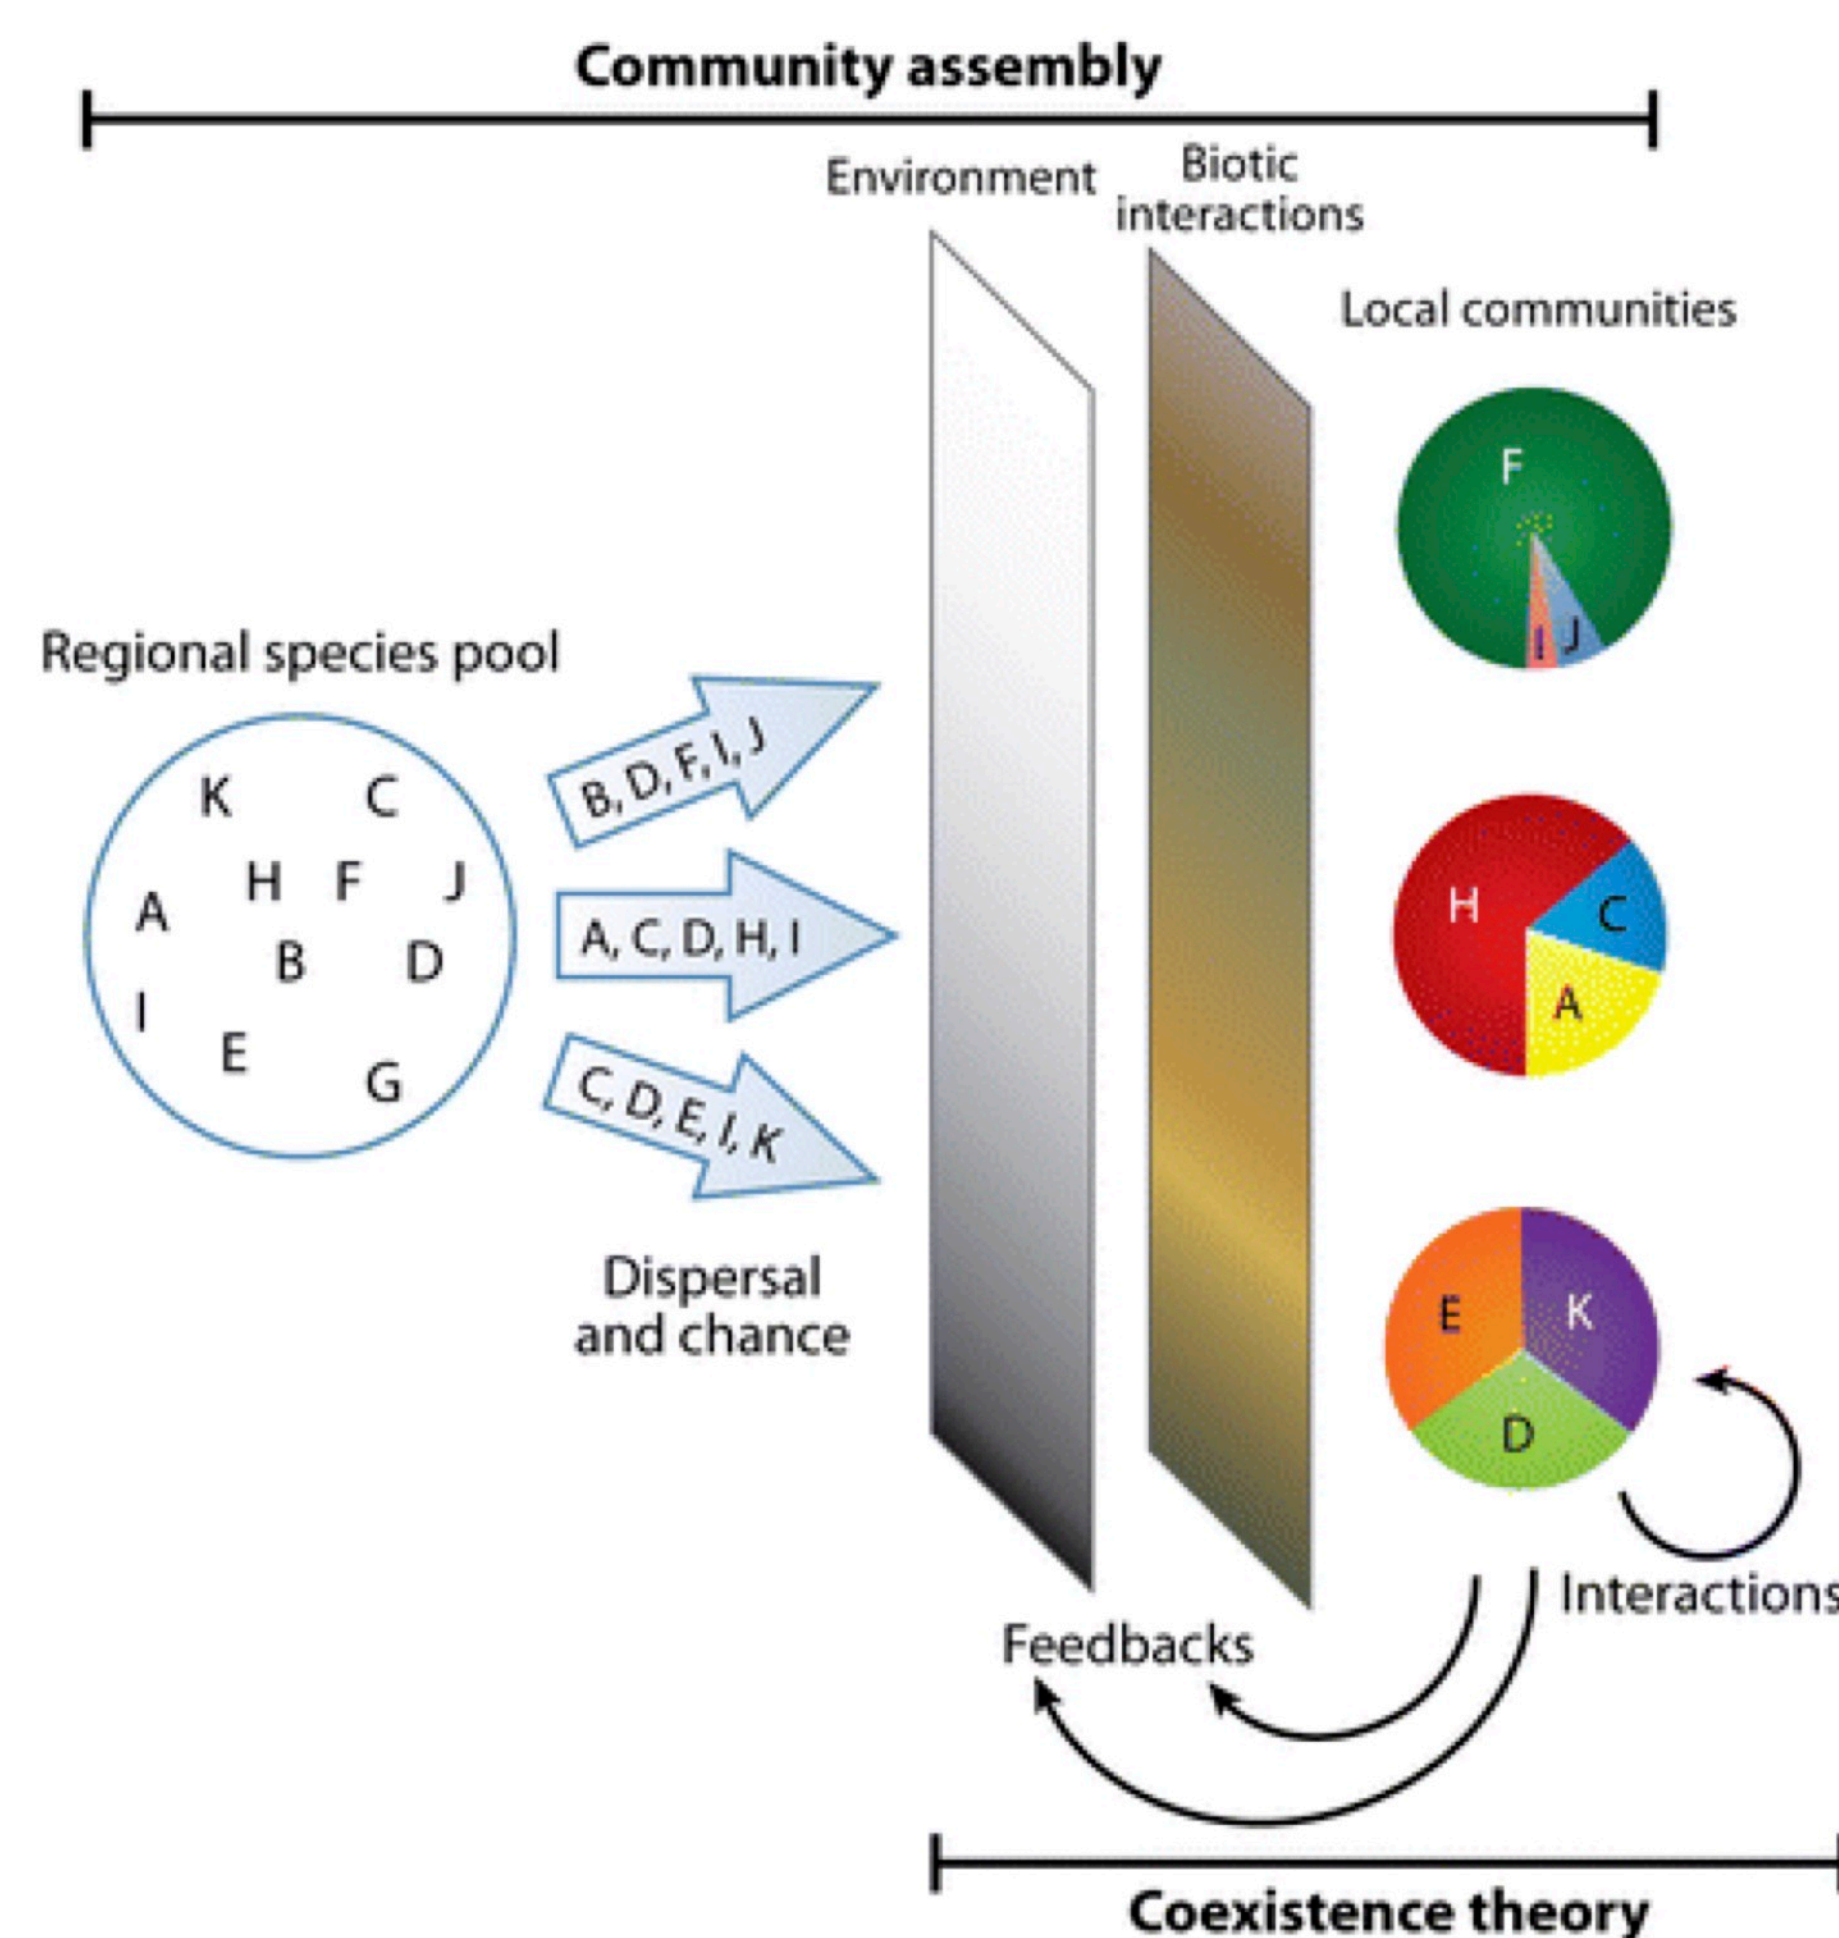 Community assembly
Environment
Biotic
interactions
Local communities
F
I
J
Regional species pool
K
C
H
F
J
A
B
D
I
E
G
B, D, F, I, J
A, C, D, H, I
C, D, E, I, K
Dispersal
and chance
H
C
A
E
K
D
Interactions
Feedbacks
Coexistence theory